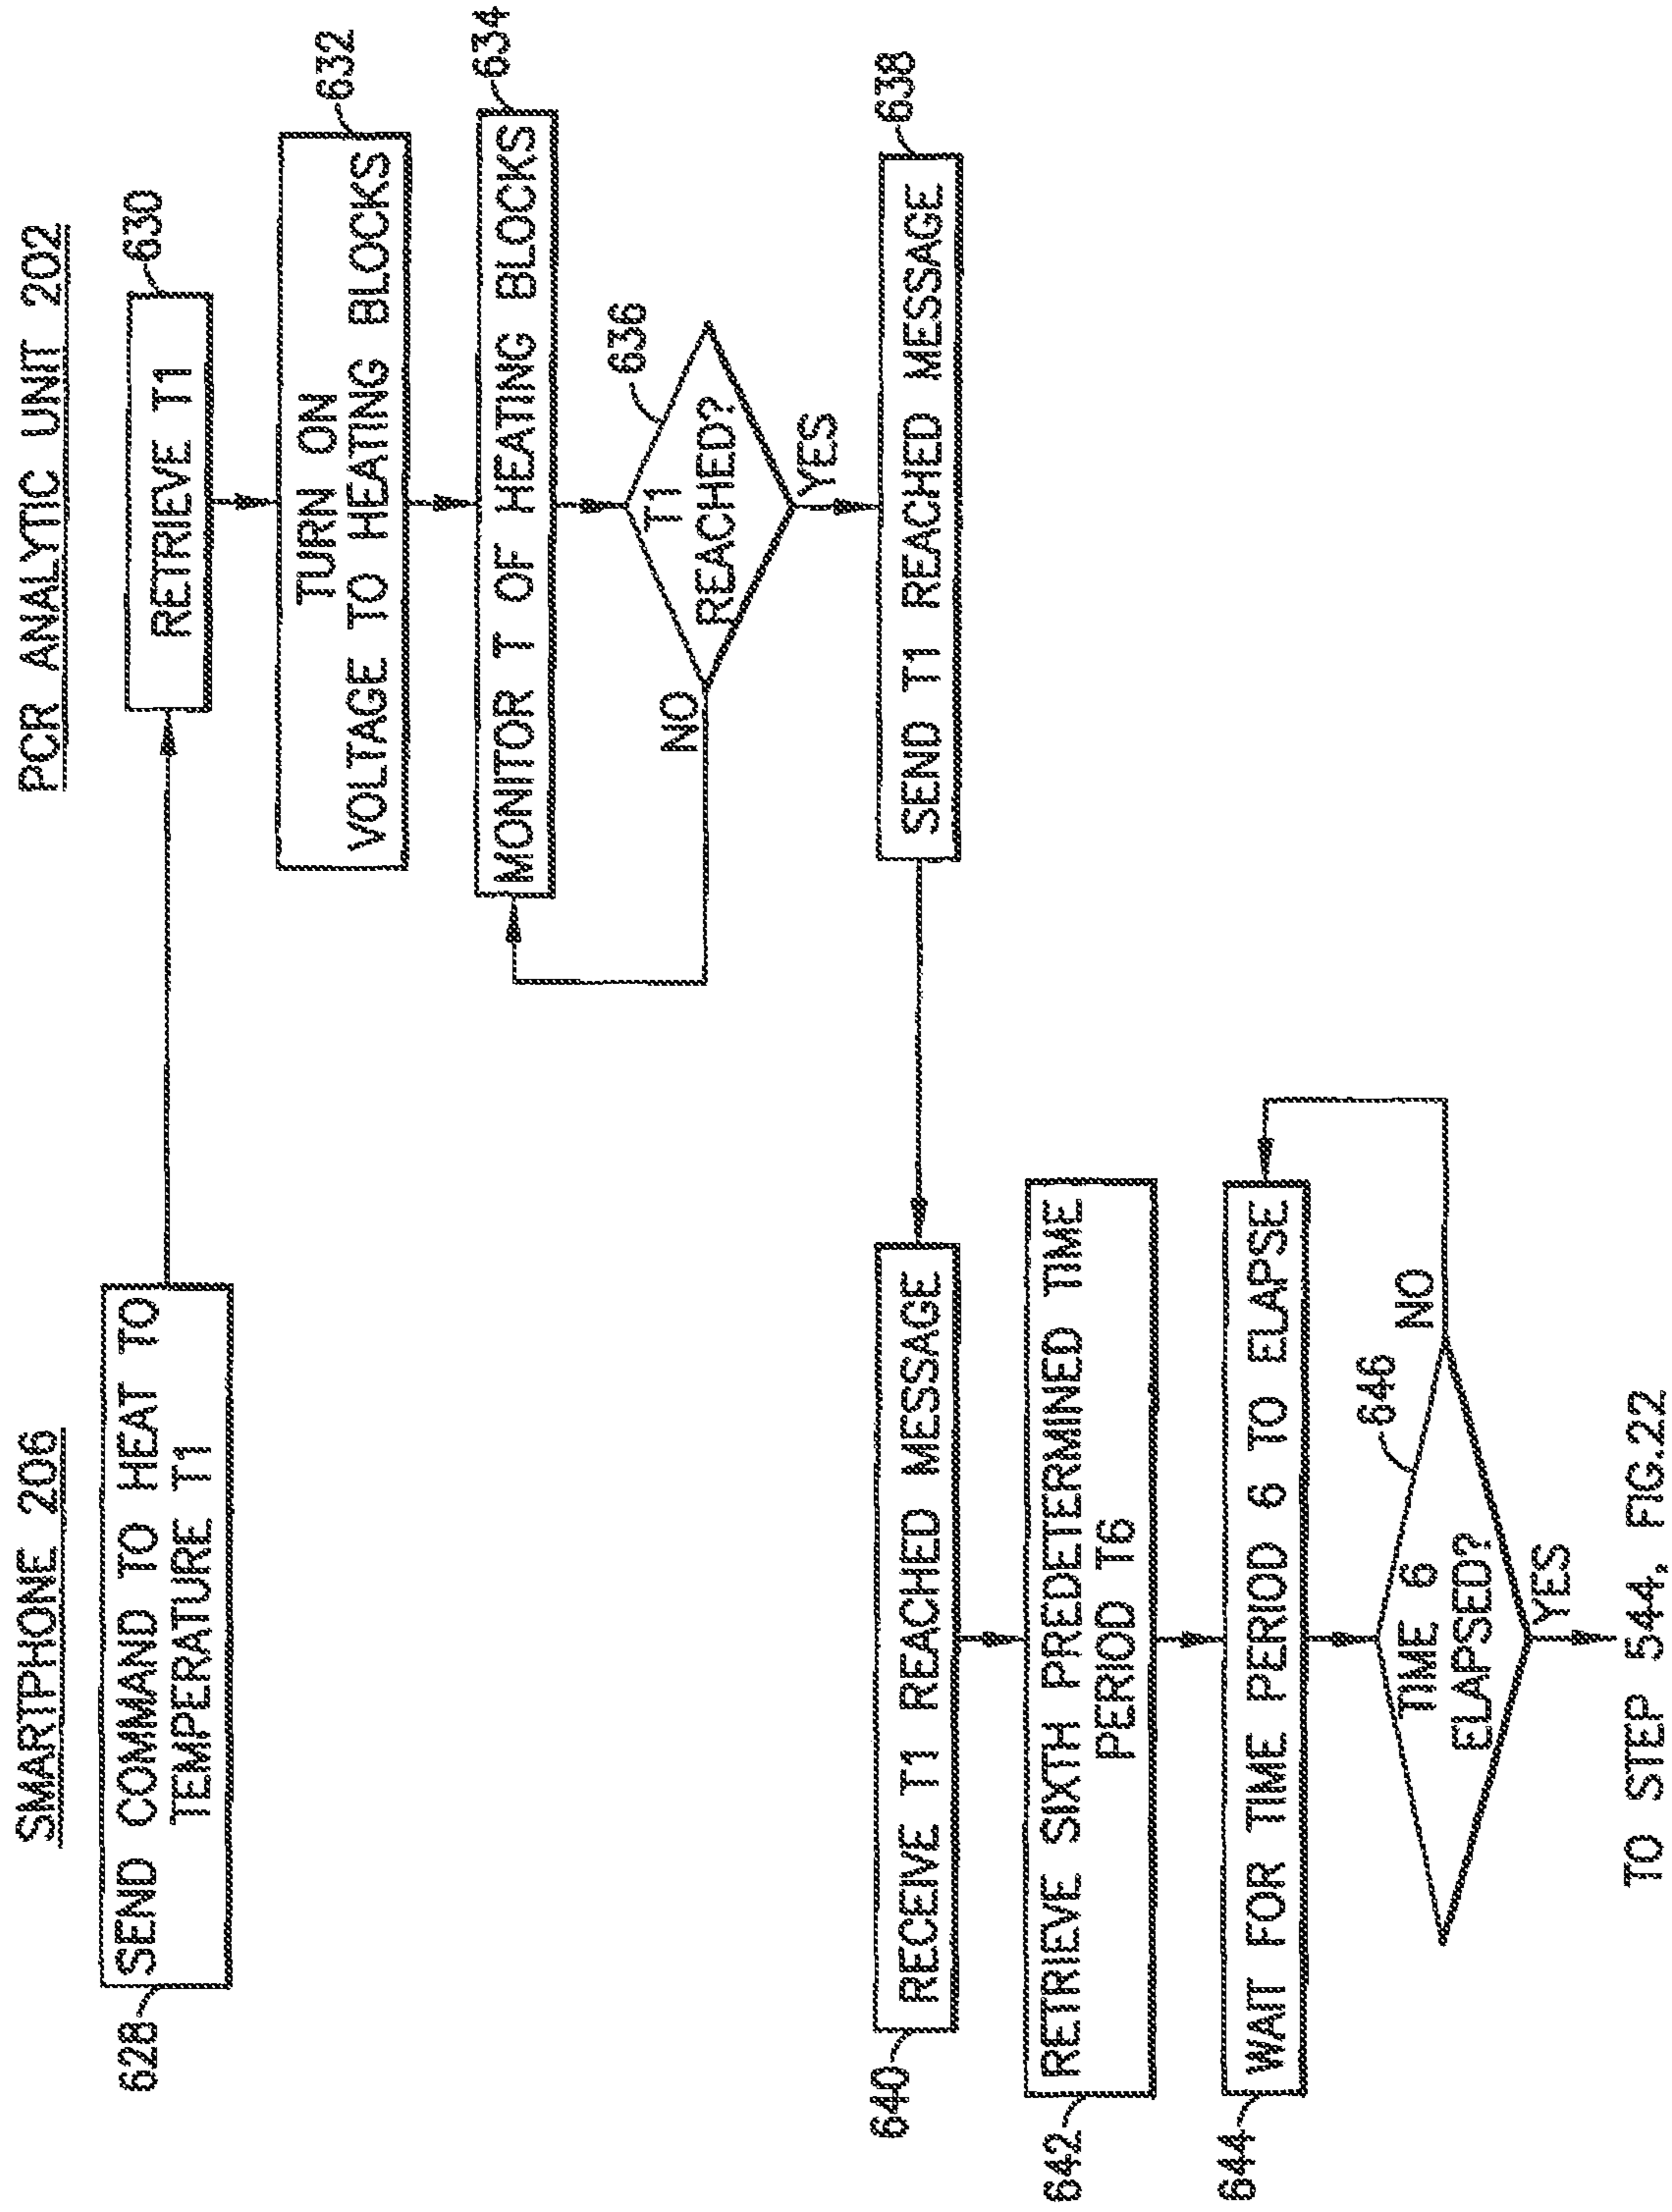 SMARTPHONE 206
PCR ANALYTIC UNIT 202
628
SEND COMMAND TO HEAT TO
TEMPERATURE T1
630
RETRIEVE T1
632
TURN ON
VOLTAGE TO HEATING BLOCKS
634
MONITOR T OF HEATING BLOCKS
636
T1
REACHED?
NO
YES
638
SEND T1 REACHED MESSAGE
640
RECEIVE T1 REACHED MESSAGE
642
RETRIEVE SIXTH PREDETERMINED TIME
PERIOD T6
644
WAIT FOR TIME PERIOD 6 TO ELAPSE
646
TIME 6
ELAPSED?
NO
YES
TO STEP 544, FIG.22